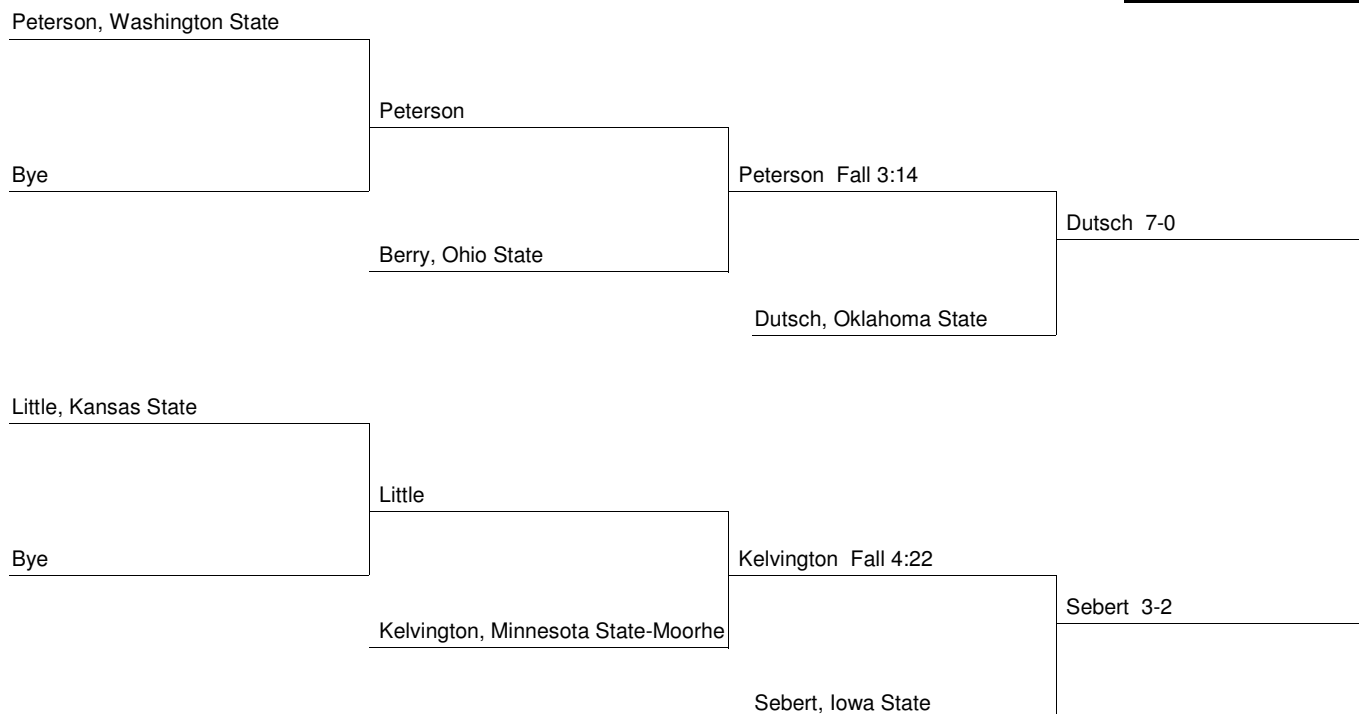 Peterson, Washington State
Peterson
Bye
Peterson Fall 3:14
Dutsch 7-0
Berry, Ohio State
Dutsch, Oklahoma State
Little, Kansas State
Little
Bye
Kelvington Fall 4:22
Sebert 3-2
Kelvington, Minnesota State-Moorhe
Sebert, Iowa State